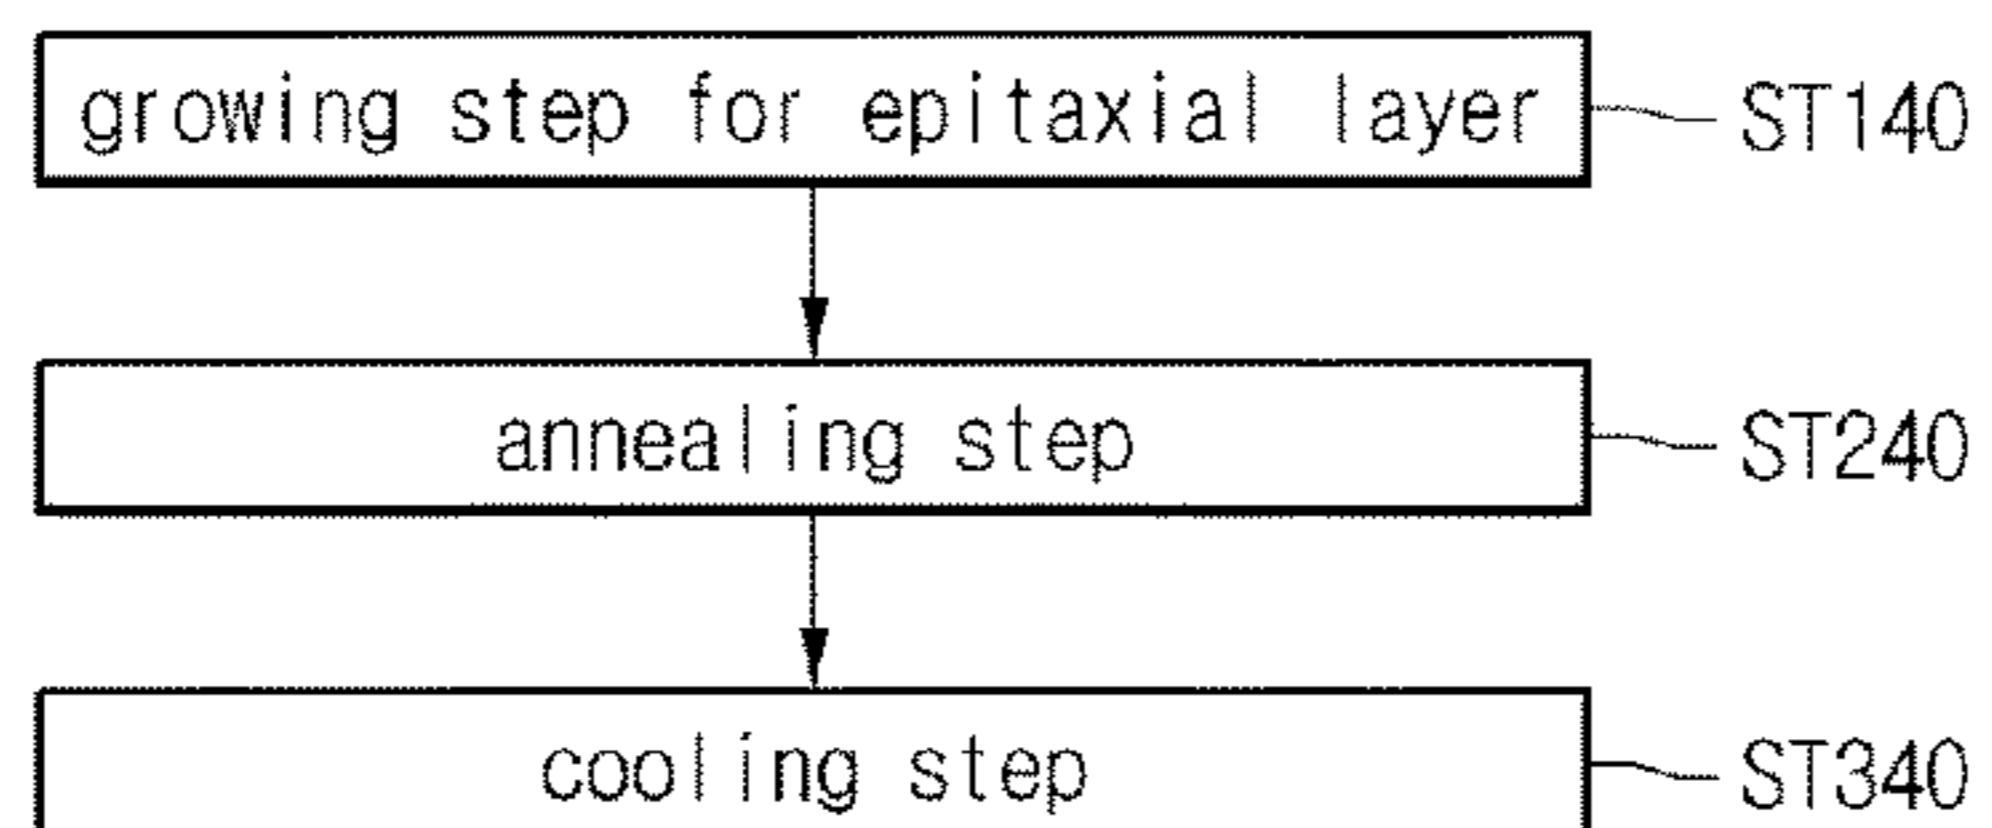 growing step for epitaxial layer ST140
annealing step ST240
cooling step ST340